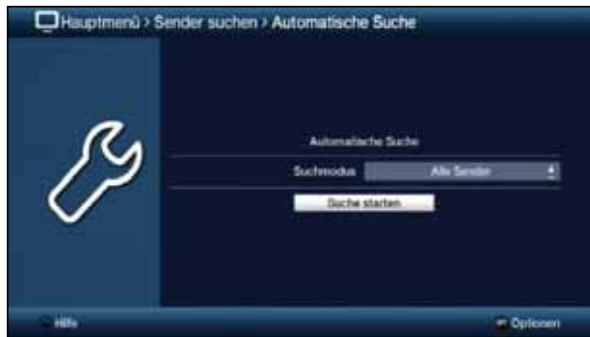 Hauptmenü > Sender suchen > Automatische Suche
Automatische Suche
Suchmodus Alle Sender
Suche starten
Hilfe
Optionen